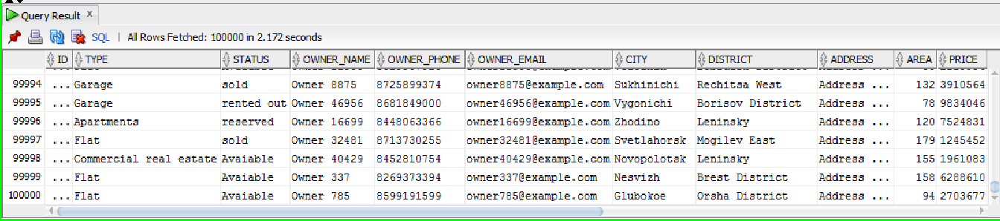 Query Result x
SQL | All Rows Fetched: 100000 in 2.172 seconds
ID TYPE STATUS OWNER_NAME OWNER_PHONE OWNER_EMAIL CITY DISTRICT ADDRESS AREA PRICE
99994 ... Garage sold Owner 8875 8725899374 owner8875@example.com Sukhinichi Rechitsa West Address ... 132 3910564
99995 ... Garage rented out Owner 46956 8681849000 owner46956@example.com Vygonichi Borisov District Address ... 78 9834046
99996 ... Apartments reserved Owner 16699 8448063366 owner16699@example.com Zhodino Leninsky Address ... 120 7524831
99997 ... Flat sold Owner 32481 8713730255 owner32481@example.com Svetlahorsk Mogilev East Address ... 179 1245452
99998 ... Commercial real estate Avaiable Owner 40429 8452810754 owner40429@example.com Novopolotsk Leninsky Address ... 155 1961083
99999 ... Flat Avaiable Owner 337 8269373394 owner337@example.com Nesvizh Brest District Address ... 158 6288610
100000 ... Flat Avaiable Owner 785 8599191599 owner785@example.com Glubokoe Orsha District Address ... 94 2703677